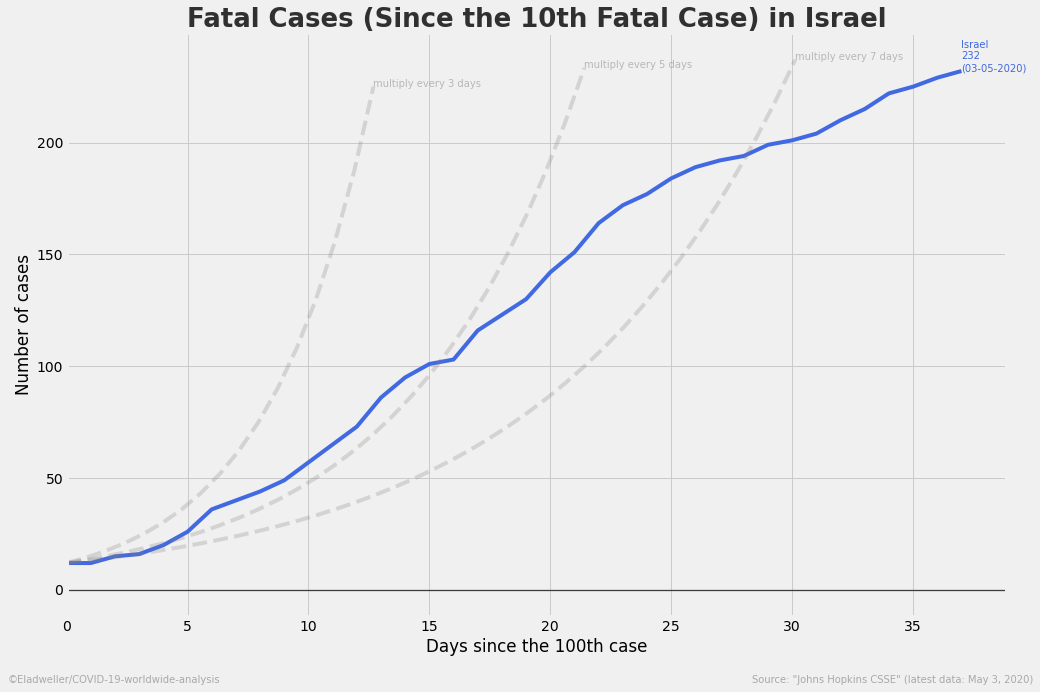 Fatal Cases (Since the 10th Fatal Case) in Israel
Israel
232
(03-05-2020)
multiply every 3 days
multiply every 5 days
multiply every 7 days
Number of cases
200
150
100
50
0
0 5 10 15 20 25 30 35
Days since the 100th case
©Eladweller/COVID-19-worldwide-analysis
Source: "Johns Hopkins CSSE" (latest data: May 3, 2020)